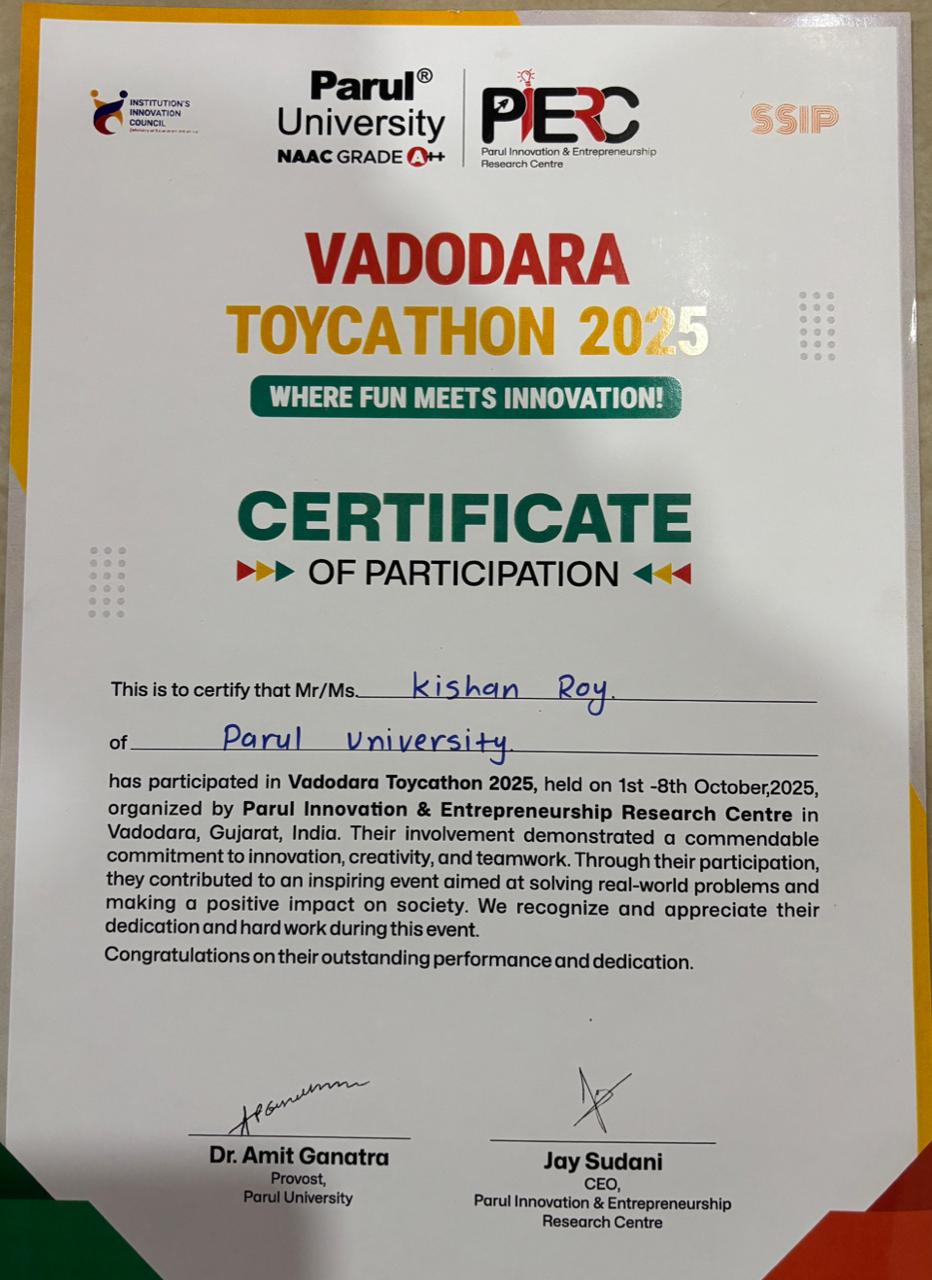 INSTITUTION'S
INNOVATION
COUNCIL
Parul®
University
NAAC GRADE A++
PIERC
Parul Innovation & Entrepreneurship
Research Centre
SSIP
VADODARA
TOYCATHON 2025
WHERE FUN MEETS INNOVATION!
CERTIFICATE
OF PARTICIPATION
This is to certify that Mr/Ms. Kishan Roy.
of Parul University.
has participated in Vadodara Toycathon 2025, held on 1st -8th October,2025,
organized by Parul Innovation & Entrepreneurship Research Centre in
Vadodara, Gujarat, India. Their involvement demonstrated a commendable
commitment to innovation, creativity, and teamwork. Through their participation,
they contributed to an inspiring event aimed at solving real-world problems and
making a positive impact on society. We recognize and appreciate their
dedication and hard work during this event.
Congratulations on their outstanding performance and dedication.
Dr. Amit Ganatra
Provost,
Parul University
Jay Sudani
CEO,
Parul Innovation & Entrepreneurship
Research Centre